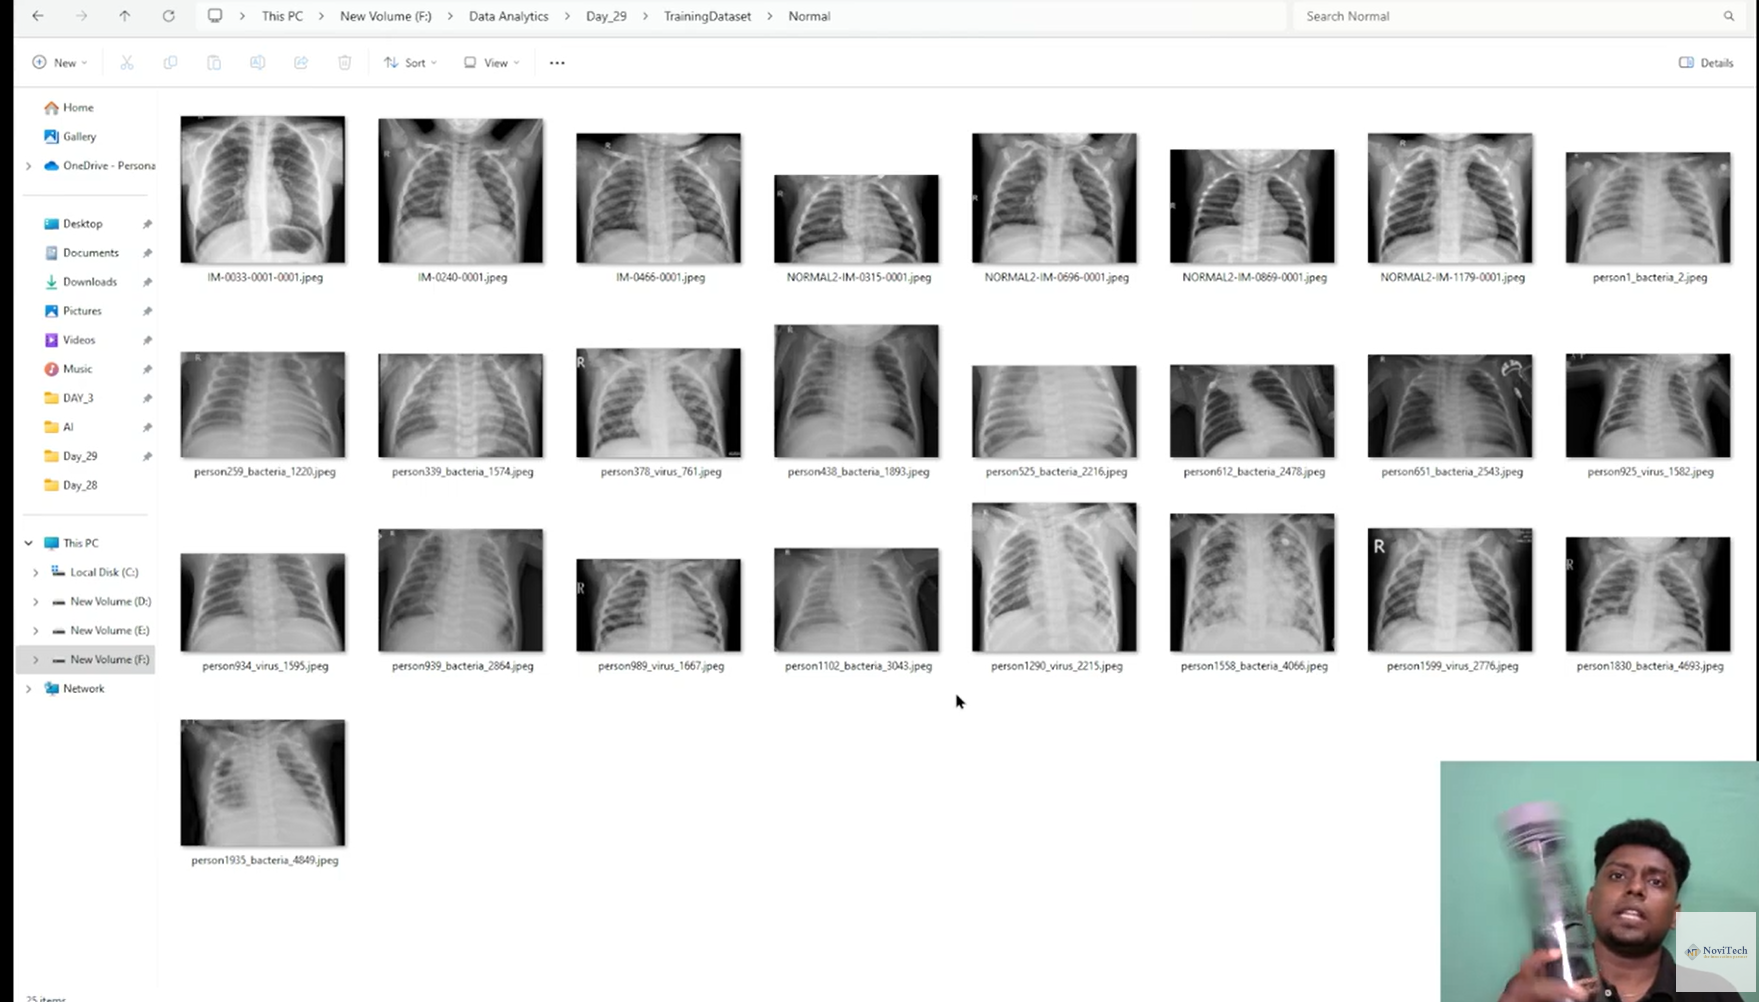 This PC > New Volume (F:) > Data Analytics > Day_29 > TrainingDataset > Normal
Search Normal
New
Sort
View
Details
Home
Gallery
OneDrive - Persona
Desktop
Documents
Downloads
Pictures
Videos
Music
DAY_3
AI
Day_29
Day_28
This PC
Local Disk (C:)
New Volume (D:)
New Volume (E:)
New Volume (F:)
Network
IM-0033-0001-0001.jpeg
IM-0240-0001.jpeg
IM-0466-0001.jpeg
NORMAL2-IM-0315-0001.jpeg
NORMAL2-IM-0696-0001.jpeg
NORMAL2-IM-0869-0001.jpeg
NORMAL2-IM-1179-0001.jpeg
person1_bacteria_2.jpeg
person259_bacteria_1220.jpeg
person339_bacteria_1574.jpeg
person378_virus_761.jpeg
person438_bacteria_1893.jpeg
person525_bacteria_2216.jpeg
person612_bacteria_2478.jpeg
person651_bacteria_2543.jpeg
person925_virus_1582.jpeg
person934_virus_1595.jpeg
person939_bacteria_2864.jpeg
person989_virus_1667.jpeg
person1102_bacteria_3043.jpeg
person1290_virus_2215.jpeg
person1558_bacteria_4066.jpeg
person1599_virus_2776.jpeg
person1830_bacteria_4693.jpeg
person1935_bacteria_4849.jpeg
R
R
R
R
NoviTech
25 items